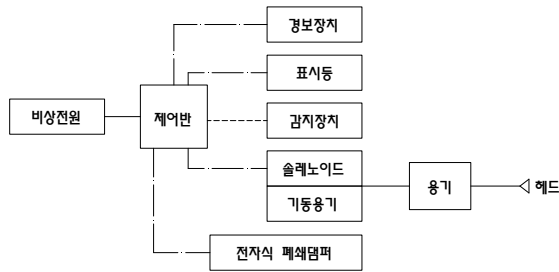 경보장치
표시등
비상전원
제어반
감지장치
솔레노이드
기동용기
용기
헤드
전자식 폐쇄댐퍼